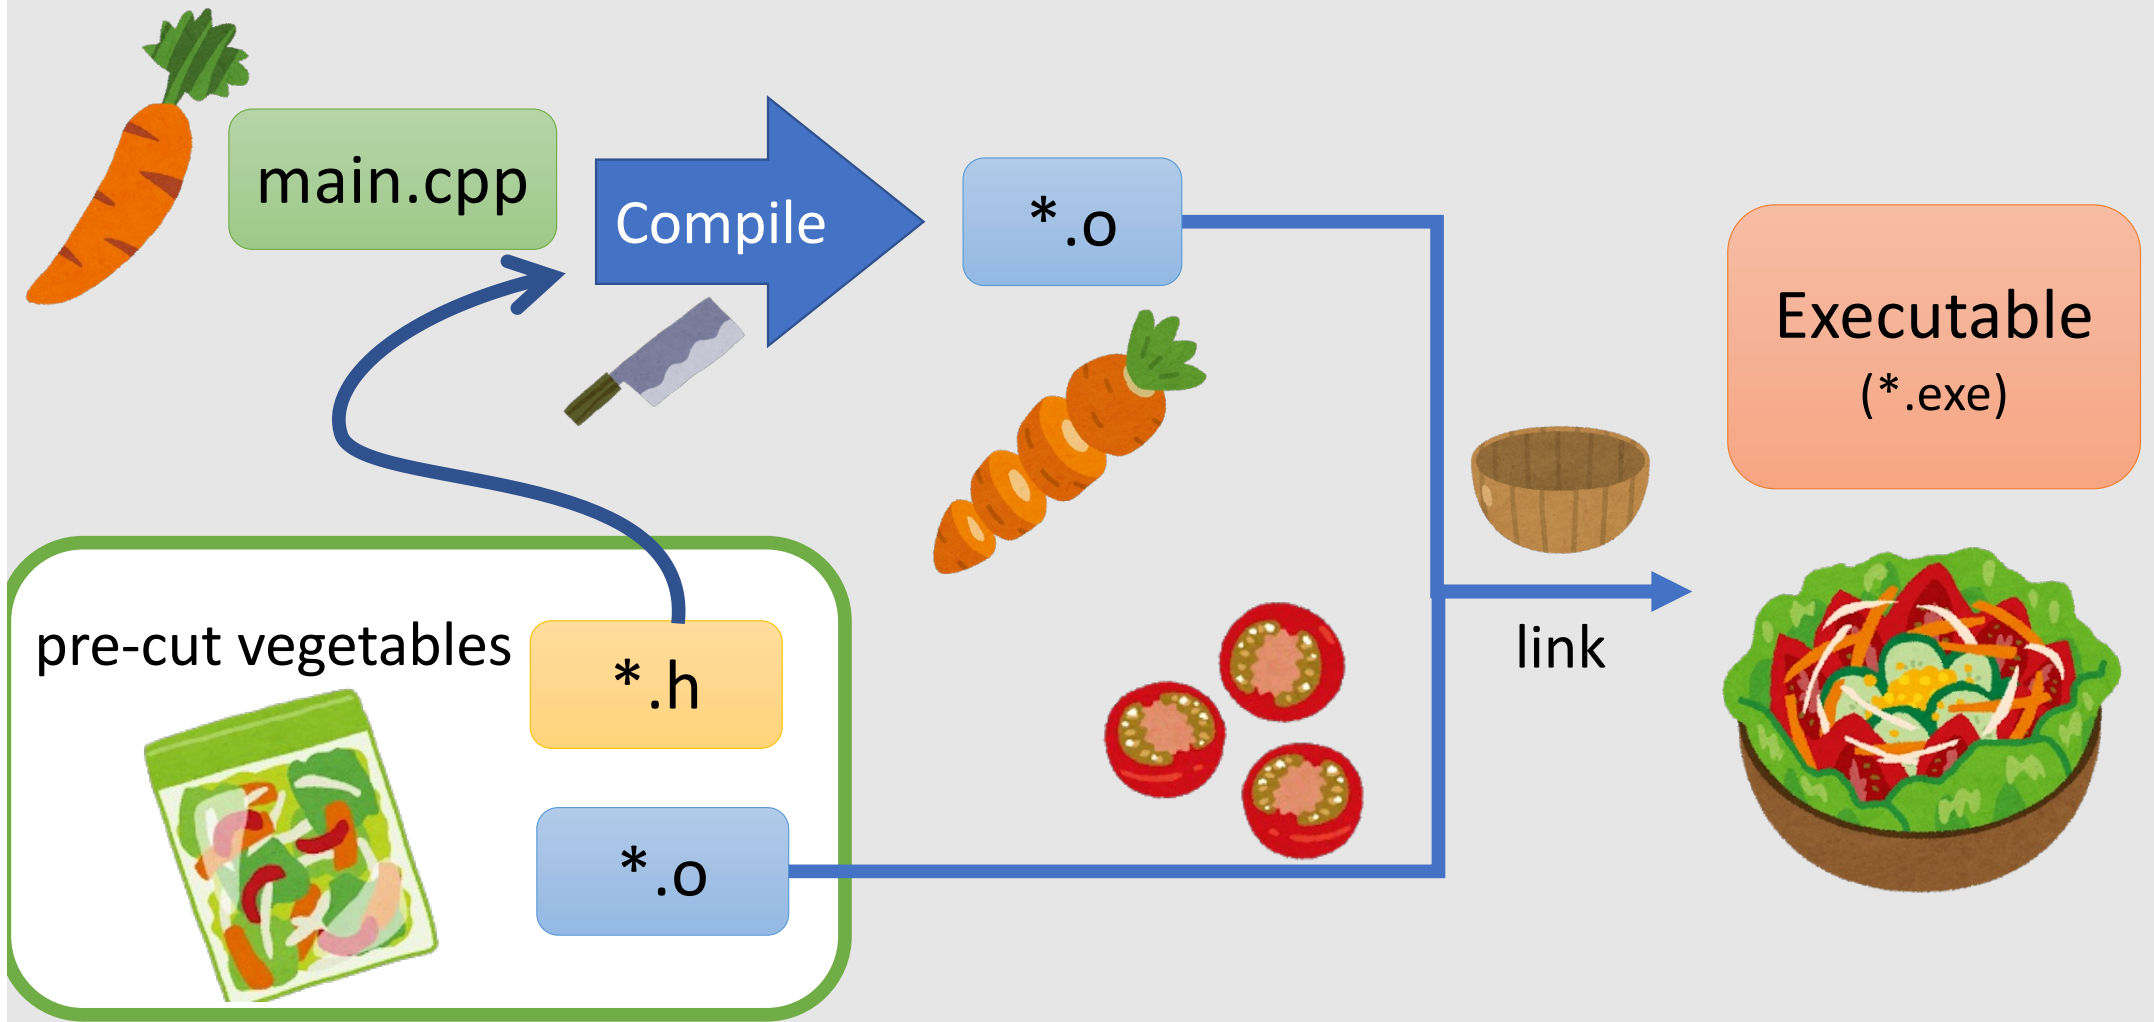 main.cpp
Compile
*.o
Executable
(*.exe)
link
pre-cut vegetables
*.h
*.o